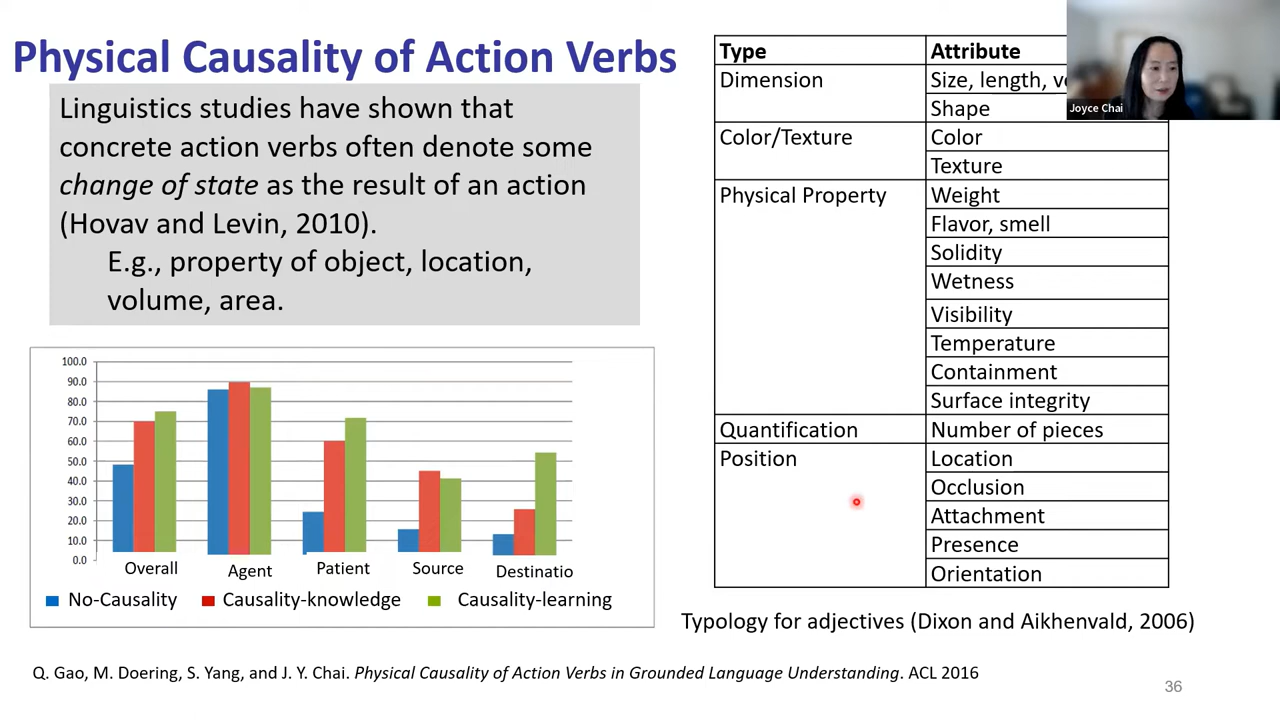 Physical Causality of Action Verbs
Linguistics studies have shown that
concrete action verbs often denote some
change of state as the result of an action
(Hovav and Levin, 2010).
E.g., property of object, location,
volume, area.
100.0
90.0
80.0
70.0
60.0
50.0
40.0
30.0
20.0
10.0
0.0
Overall Agent Patient Source Destinatio
No-Causality Causality-knowledge Causality-learning
Type Attribute
Dimension Size, length,
Shape
Color/Texture Color
Texture
Physical Property Weight
Flavor, smell
Solidity
Wetness
Visibility
Temperature
Containment
Surface integrity
Quantification Number of pieces
Position Location
Occlusion
Attachment
Presence
Orientation
Typology for adjectives (Dixon and Aikhenvald, 2006)
Joyce Chai
Q. Gao, M. Doering, S. Yang, and J. Y. Chai. Physical Causality of Action Verbs in Grounded Language Understanding. ACL 2016
36